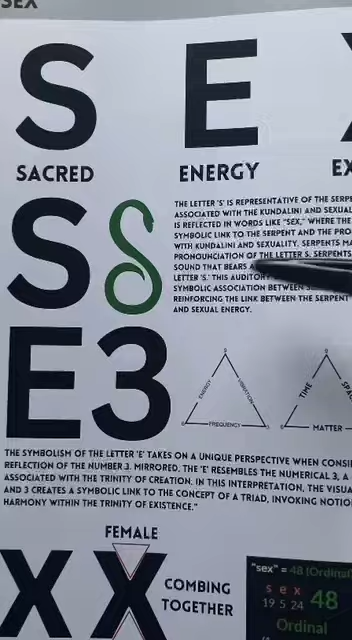 SEX
S E
SACRED ENERGY EX
S
THE LETTER 'S' IS REPRESENTATIVE OF THE SERPE
ASSOCIATED WITH THE KUNDALINI AND SEXUAL
IS REFLECTED IN WORDS LIKE "SEX," WHERE THE
SYMBOLIC LINK TO THE SERPENT AND THE PRO
WITH KUNDALINI AND SEXUALITY. SERPENTS MA
PRONOUNCIATION OF THE LETTER S. SERPENTS
SOUND THAT BEARS A
LETTER 'S.' THIS AUDITORY
SYMBOLIC ASSOCIATION BETWEEN
REINFORCING THE LINK BETWEEN THE SERPENT
AND SEXUAL ENERGY.
E3
ENERGY VIBRATION FREQUENCY
TIME SPAC MATTER
THE SYMBOLISM OF THE LETTER 'E' TAKES ON A UNIQUE PERSPECTIVE WHEN CONSI
REFLECTION OF THE NUMBER 3. MIRRORED, THE 'E' RESEMBLES THE NUMERICAL 3, A
ASSOCIATED WITH THE TRINITY OF CREATION. IN THIS INTERPRETATION, THE VISUA
AND 3 CREATES A SYMBOLIC LINK TO THE CONCEPT OF A TRIAD, INVOKING NOTIO
HARMONY WITHIN THE TRINITY OF EXISTENCE."
FEMALE
X X
COMBING
TOGETHER
"sex" = 48 (Ordinal
s e x 48
19 5 24
Ordinal